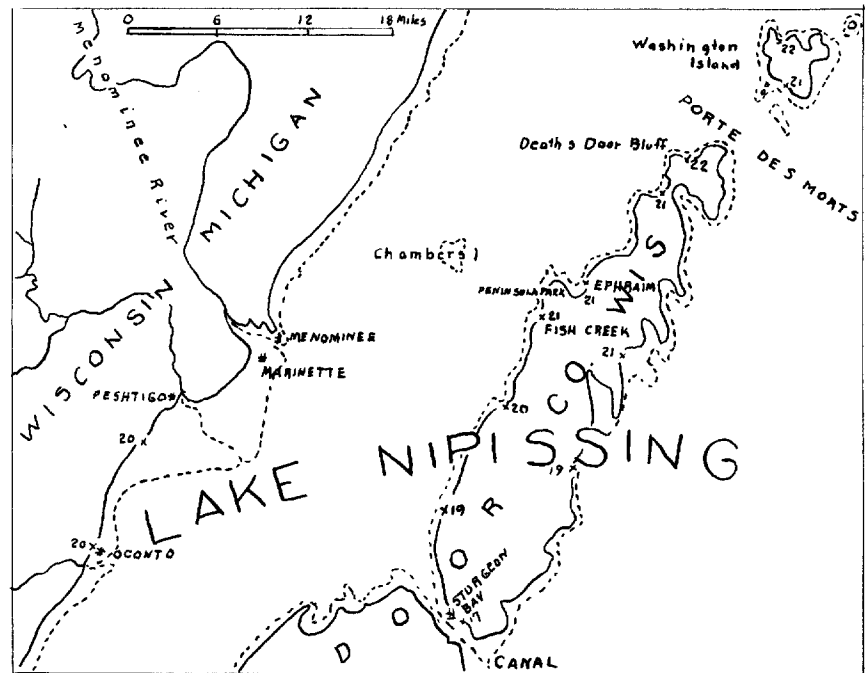 0 6 12 18 Miles
Menominee River
MICHIGAN
WISCONSIN
Washington
Island
22
21
PORTE DES MORTS
Deaths Door Bluff
22
21
Chambers I
PENINSULA PARK
EPHRAIM
21
WIS
21
FISH CREEK
21
MENOMINEE
MARINETTE
PESHTIGO
20
20
CO
LAKE NIPISSING
19
19
20
OCONTO
STURGEON
BAY
17
DOOR
CANAL